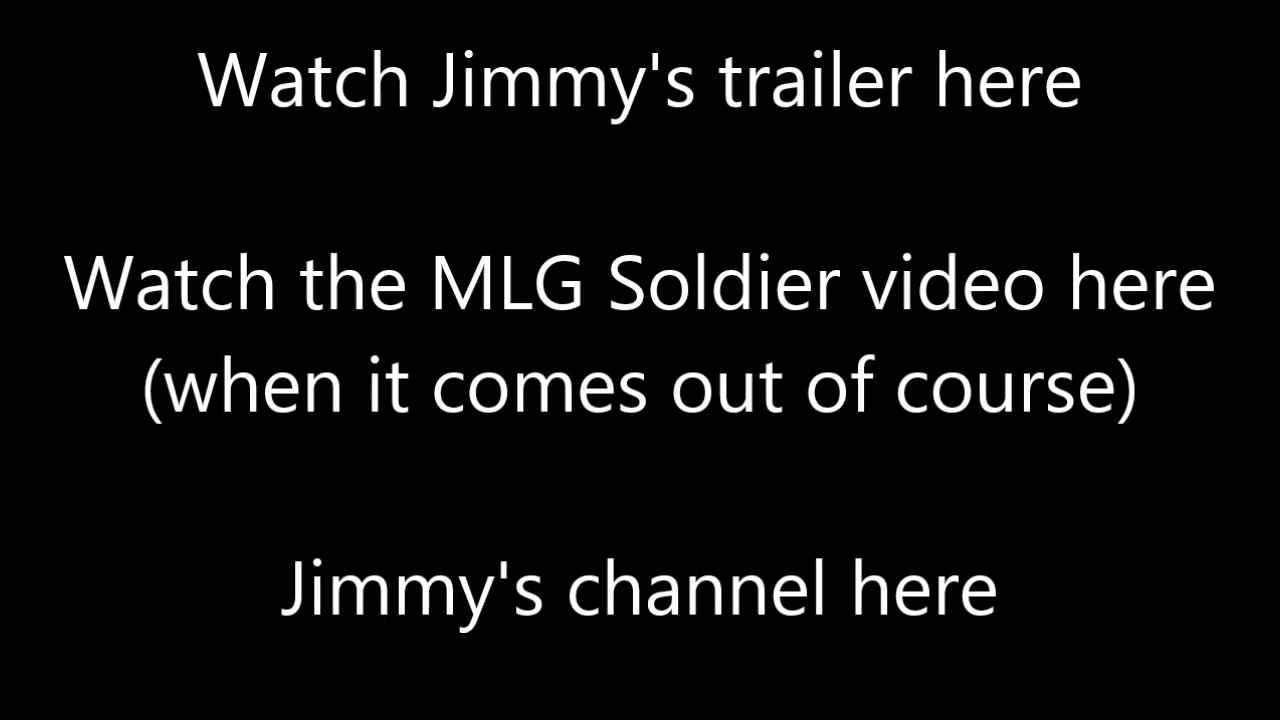 Watch Jimmy's trailer here
Watch the MLG Soldier video here
(when it comes out of course)
Jimmy's channel here